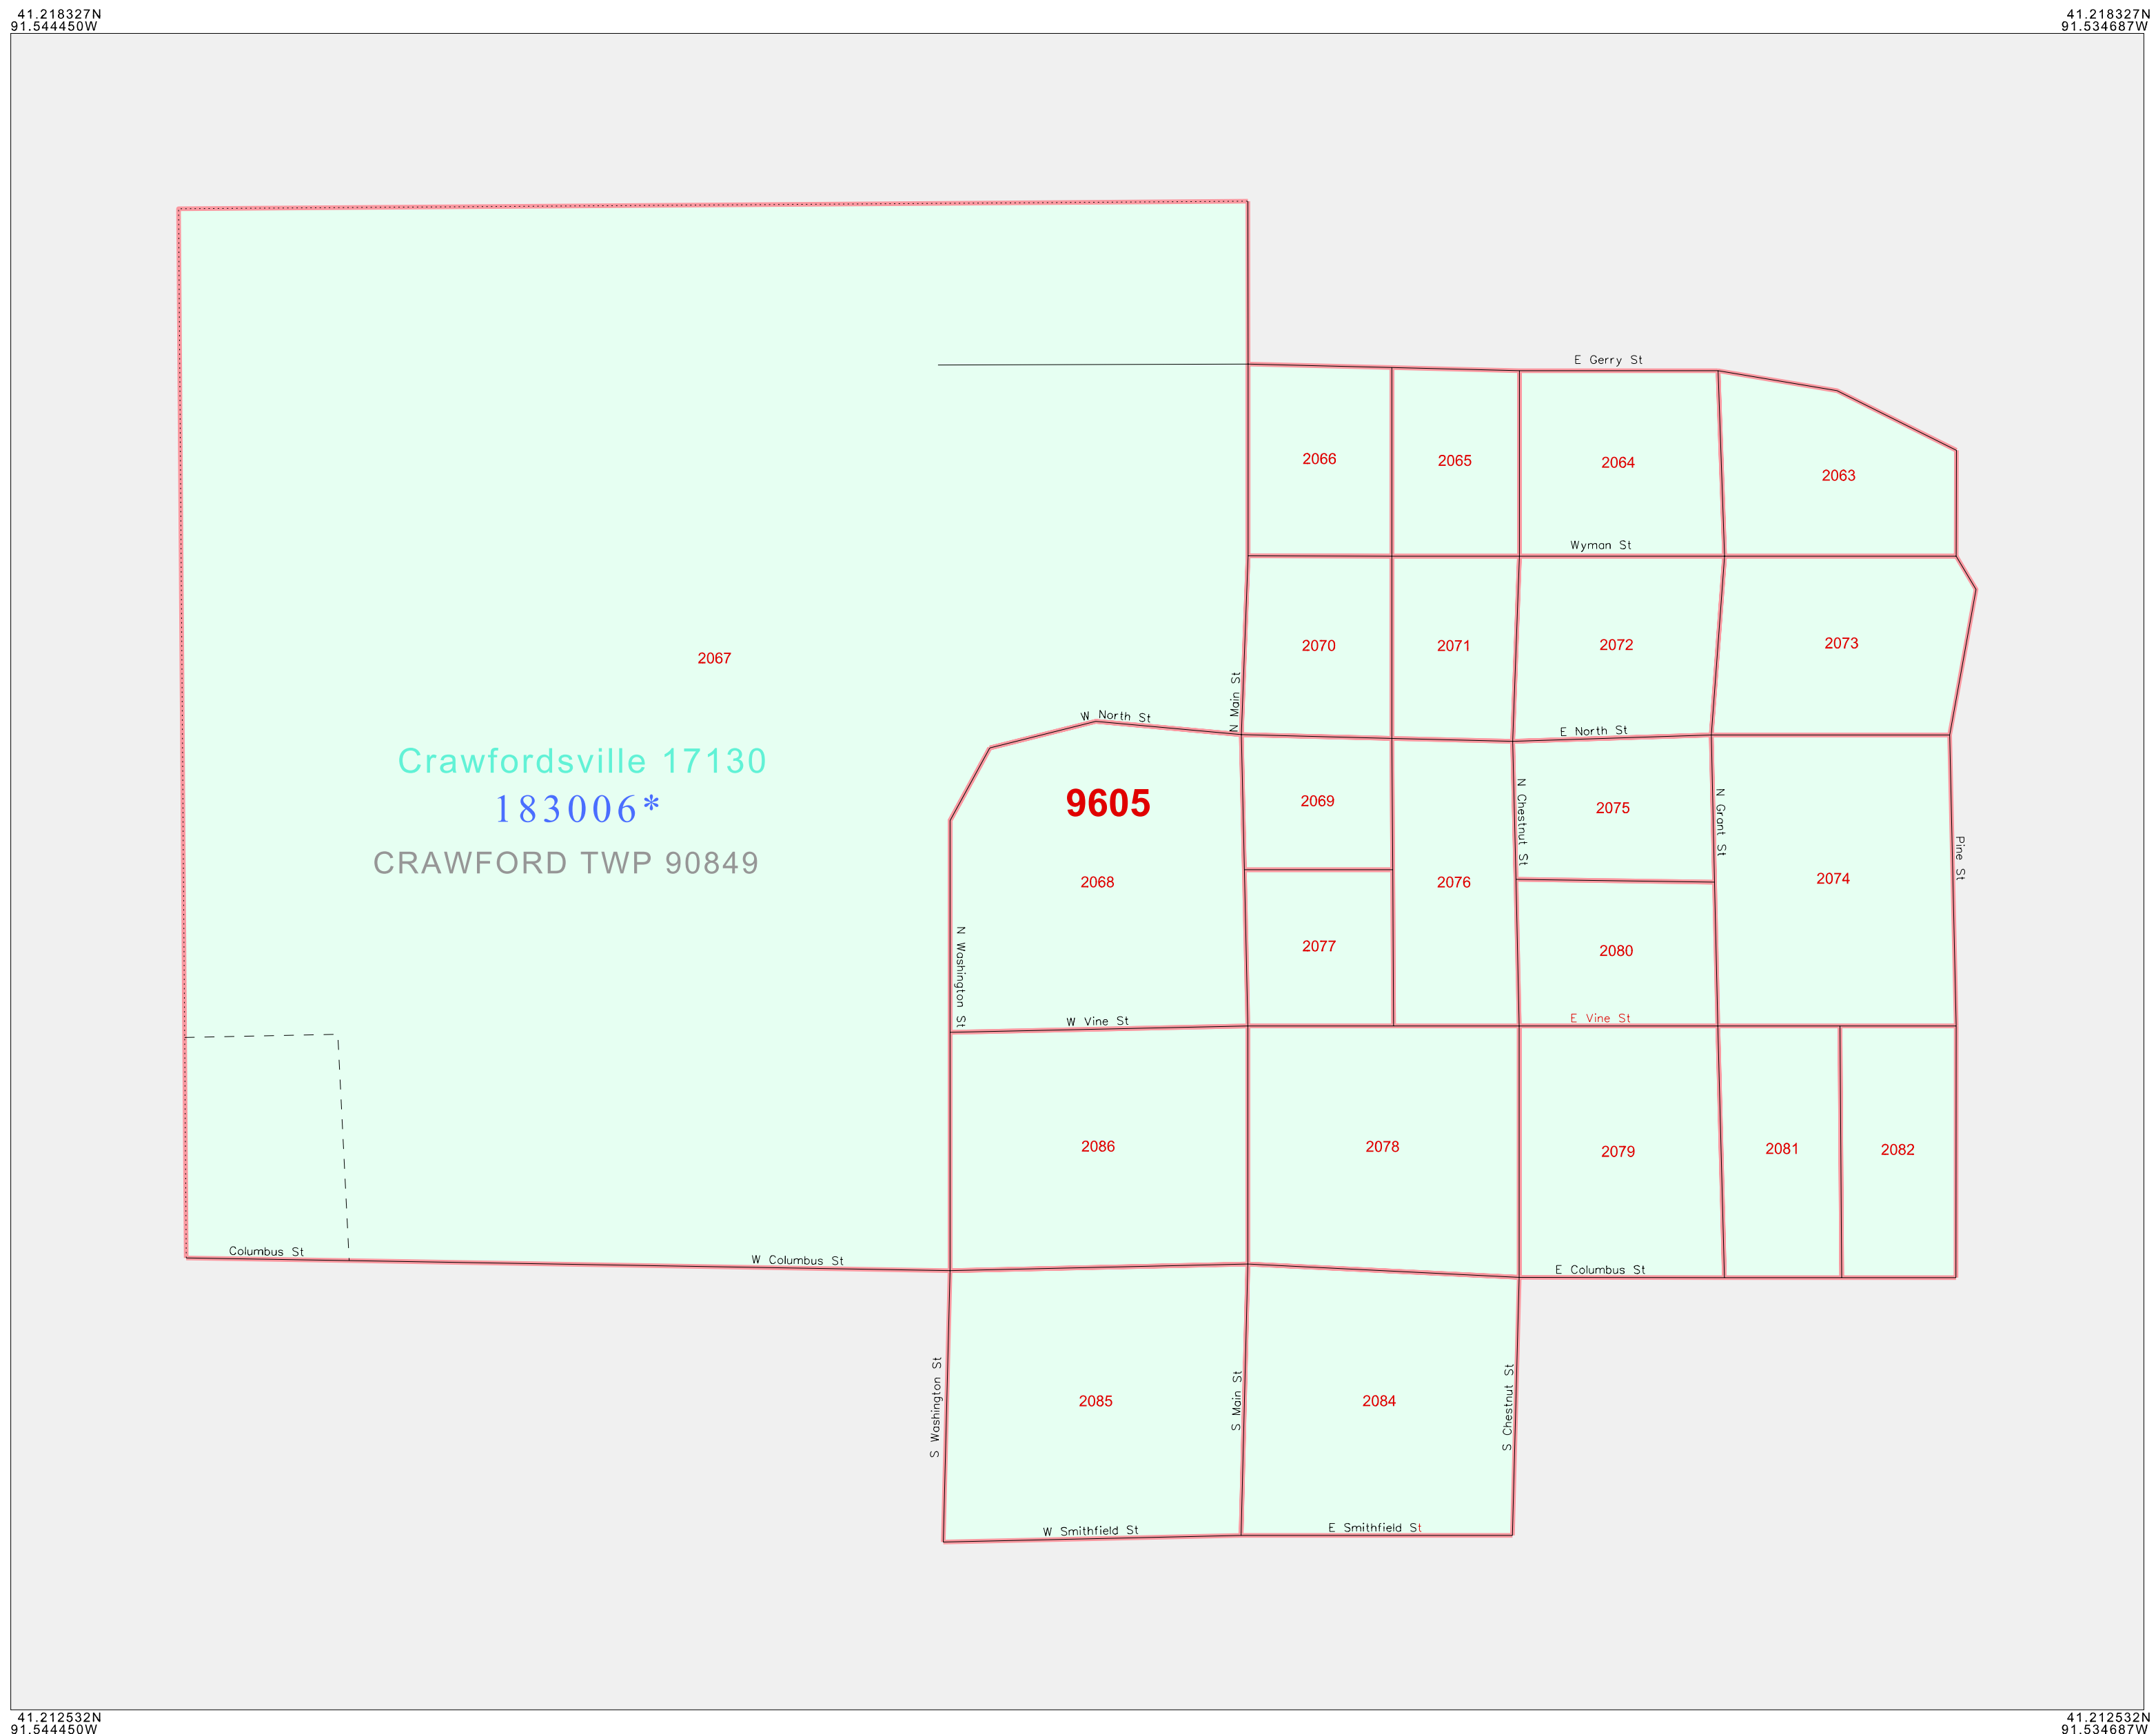 41.218327N
91.544450W
41.218327N
91.534687W
E Gerry St
2066
2065
2064
2063
Wyman St
2067
2070
2071
2072
2073
N Main St
W North St
E North St
Crawfordsville 17130
183006*
CRAWFORD TWP 90849
9605
2068
2069
2077
2076
N Chestnut St
2075
N Grant St
2074
Pine St
2080
N Washington St
W Vine St
E Vine St
2086
2078
2079
2081
2082
Columbus St
W Columbus St
E Columbus St
S Washington St
2085
S Main St
2084
S Chestnut St
W Smithfield St
E Smithfield St
41.212532N
91.544450W
41.212532N
91.534687W